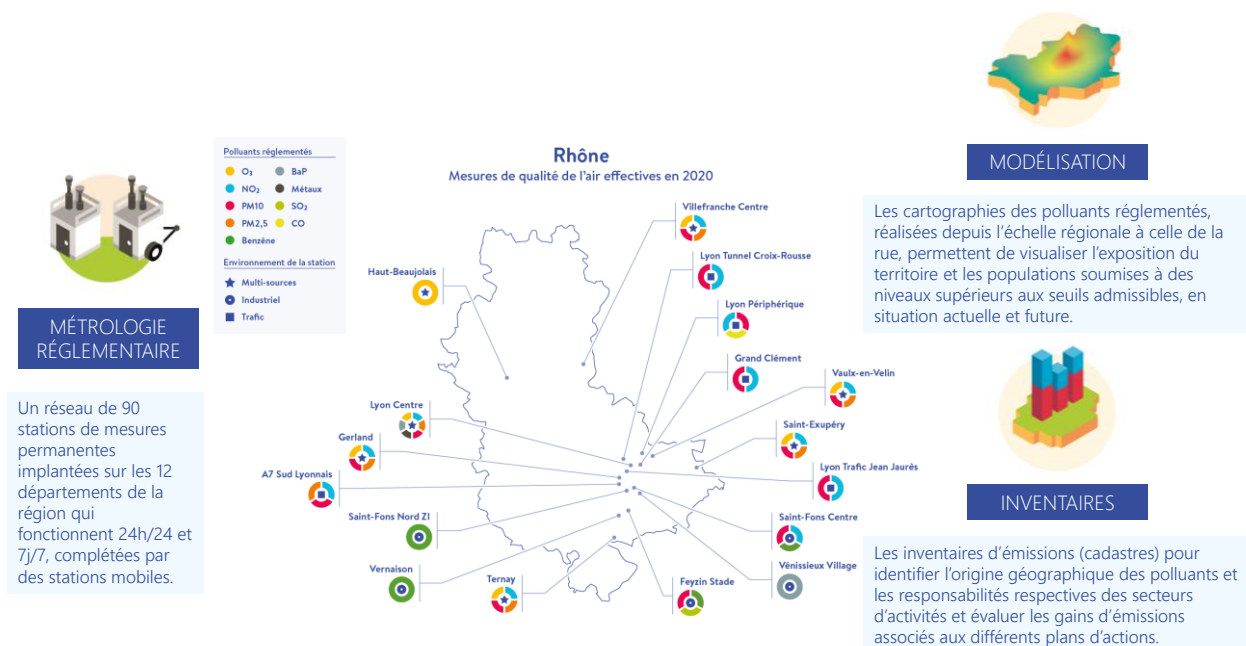 MÉTROLOGIE
RÉGLEMENTAIRE
Un réseau de 90
stations de mesures
permanentes
implantées sur les 12
départements de la
région qui
fonctionnent 24h/24 et
7j/7, complétées par
des stations mobiles.
Polluants réglementés
O₃
BaP
NO₂
Métaux
PM10
SO₂
PM2,5
CO
Benzène
Environnement de la station
Multi-sources
Industriel
Trafic
Rhône
Mesures de qualité de l'air effectives en 2020
Villefranche Centre
Haut-Beaujolais
Lyon Tunnel Croix-Rousse
Lyon Périphérique
Grand Clément
Vaulx-en-Velin
Lyon Centre
Saint-Exupéry
Gerland
Lyon Trafic Jean Jaurès
A7 Sud Lyonnais
Saint-Fons Nord ZI
Saint-Fons Centre
Vernaison
Vénissieux Village
Ternay
Feyzin Stade
MODÉLISATION
Les cartographies des polluants réglementés,
réalisées depuis l'échelle régionale à celle de la
rue, permettent de visualiser l'exposition du
territoire et les populations soumises à des
niveaux supérieurs aux seuils admissibles, en
situation actuelle et future.
INVENTAIRES
Les inventaires d'émissions (cadastres) pour
identifier l'origine géographique des polluants et
les responsabilités respectives des secteurs
d'activités et évaluer les gains d'émissions
associés aux différents plans d'actions.